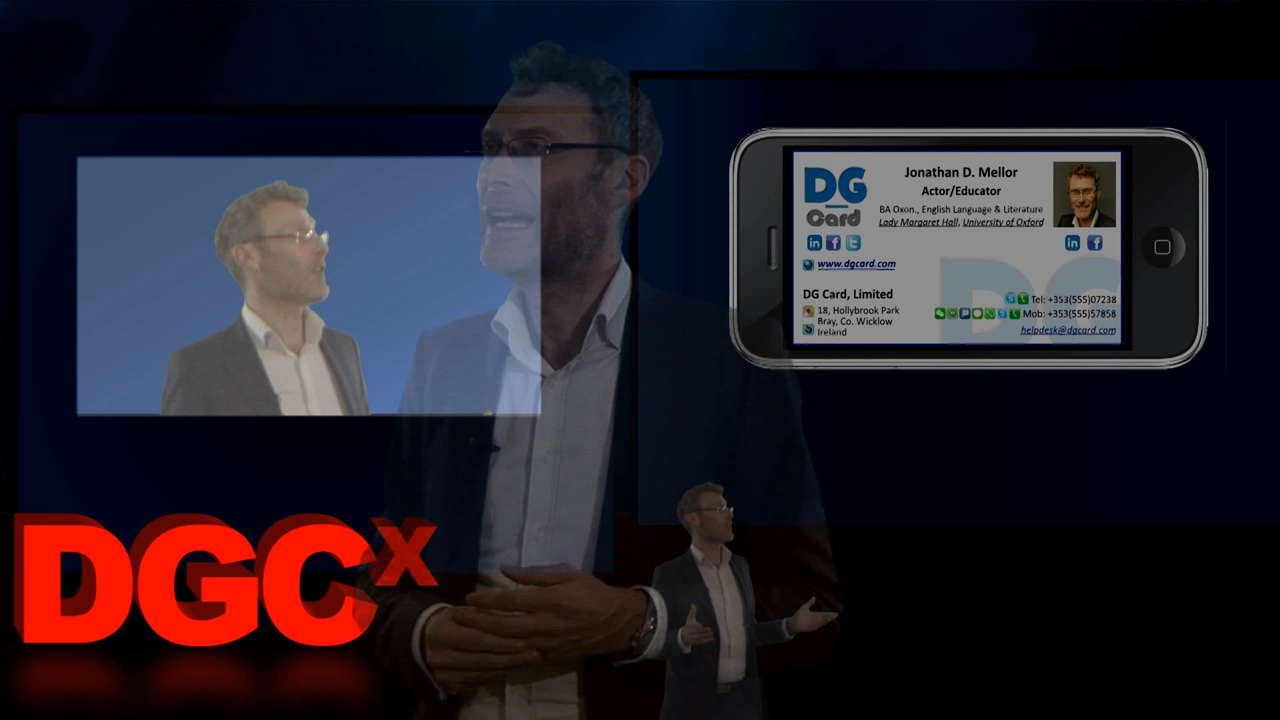 DG
Card
Jonathan D. Mellor
Actor/Educator
BA Oxon., English Language & Literature
Lady Margaret Hall, University of Oxford
www.dgcard.com
DG Card, Limited
18, Hollybrook Park
Bray, Co. Wicklow
Ireland
DG
Tel: +353(555)07238
Mob: +353(555)57858
helpdesk@dgcard.com
DGCx